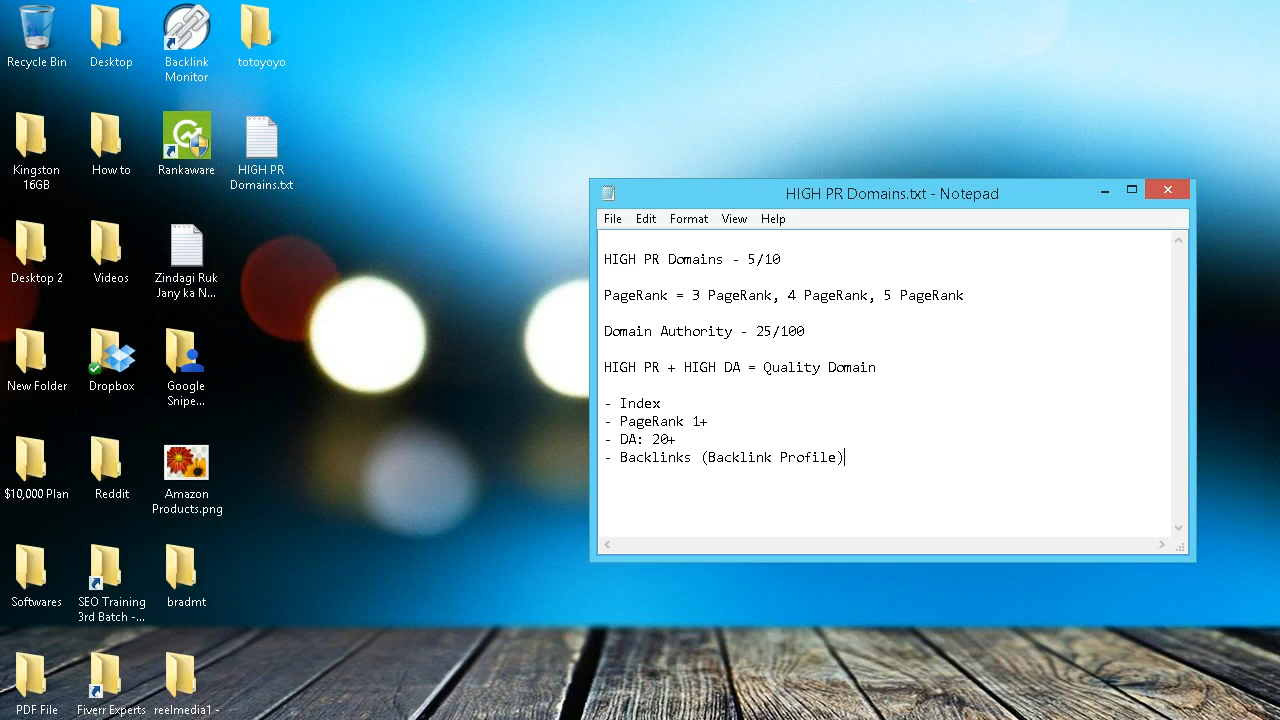 Recycle Bin
Desktop
Backlink
Monitor
totoyoyo
Kingston
16GB
How to
Rankaware
HIGH PR
Domains.txt
Desktop 2
Videos
Zindagi Ruk
Jany ka N...
New Folder
Dropbox
Google
Snipe...
$10,000 Plan
Reddit
Amazon
Products.png
Softwares
SEO Training
3rd Batch -...
bradmt
PDF File
Fiverr Experts
reelmedia1 -
HIGH PR Domains.txt - Notepad
File Edit Format View Help
HIGH PR Domains - 5/10
PageRank = 3 PageRank, 4 PageRank, 5 PageRank
Domain Authority - 25/100
HIGH PR + HIGH DA = Quality Domain
- Index
- PageRank 1+
- DA: 20+
- Backlinks (Backlink Profile)